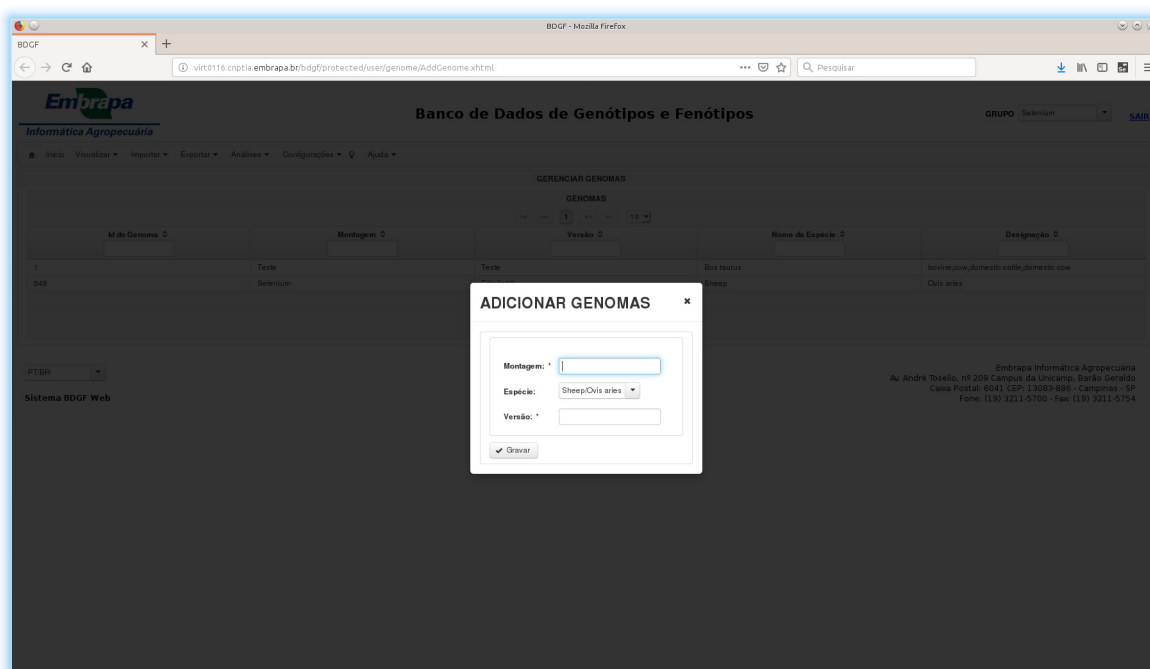 BDGF - Mozilla Firefox
BDGF
virt0116.cnptia.embrapa.br/bdgf/protected/user/genome/AddGenome.xhtml
Pesquisar
Embrapa
Informática Agropecuária
Banco de Dados de Genótipos e Fenótipos
GRUPO Selenium
SAIR
Início Visualizar Importar Exportar Análises Configurações Ajuda
GERENCIAR GENOMAS
GENOMAS
1 10
Id do Genoma Montagem Versão Nome da Espécie Designação
1 Teste Teste Bos taurus bovine,cow,domestic cattle,domestic cow
548 Selenium Sheep Ovis aries
ADICIONAR GENOMAS
Montagem: *
Espécie: Sheep/Ovis aries
Versão: *
Gravar
PT-BR
Sistema BDGF Web
Embrapa Informática Agropecuária
Av. André Tosello, nº 209 Campus da Unicamp, Barão Geraldo
Caixa Postal: 6041 CEP: 13083-886 - Campinas - SP
Fone: (19) 3211-5700 - Fax: (19) 3211-5754